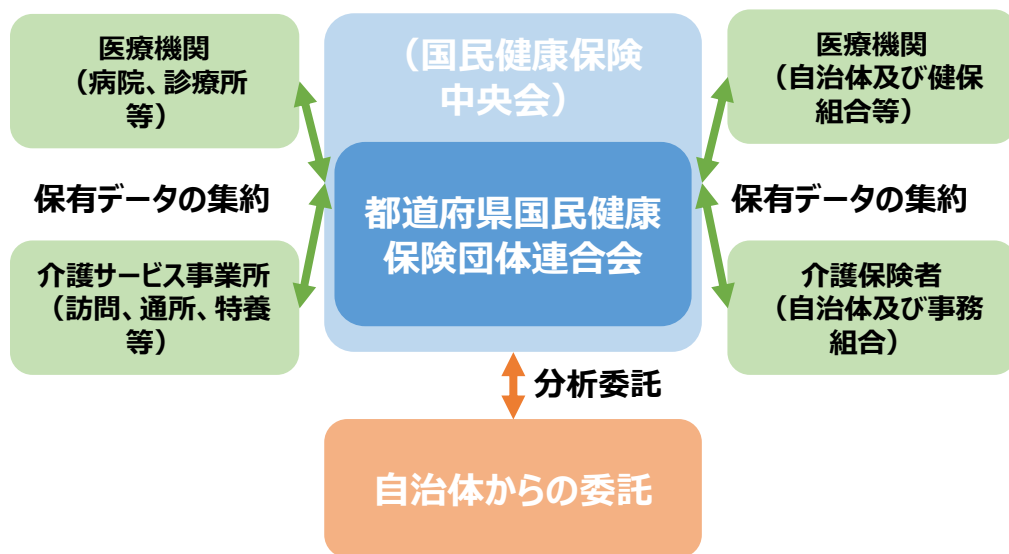 医療機関
（病院、診療所
等）
保有データの集約
介護サービス事業所
（訪問、通所、特養
等）
（国民健康保険
中央会）
都道府県国民健康
保険団体連合会
医療機関
（自治体及び健保
組合等）
保有データの集約
介護保険者
（自治体及び事務
組合）
分析委託
自治体からの委託